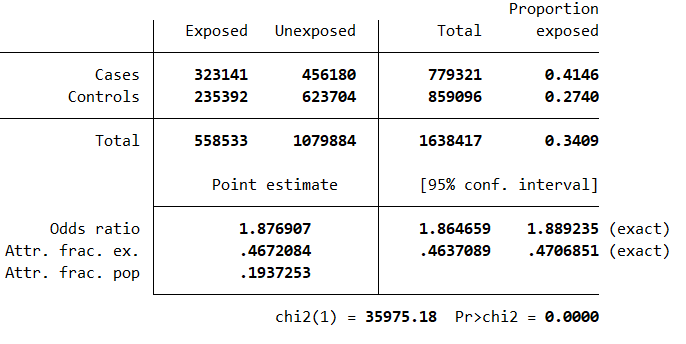 Proportion
Exposed Unexposed Total exposed
Cases 323141 456180 779321 0.4146
Controls 235392 623704 859096 0.2740
Total 558533 1079884 1638417 0.3409
Point estimate [95% conf. interval]
Odds ratio 1.876907 1.864659 1.889235 (exact)
Attr. frac. ex. .4672084 .4637089 .4706851 (exact)
Attr. frac. pop .1937253
chi2(1) = 35975.18 Pr>chi2 = 0.0000